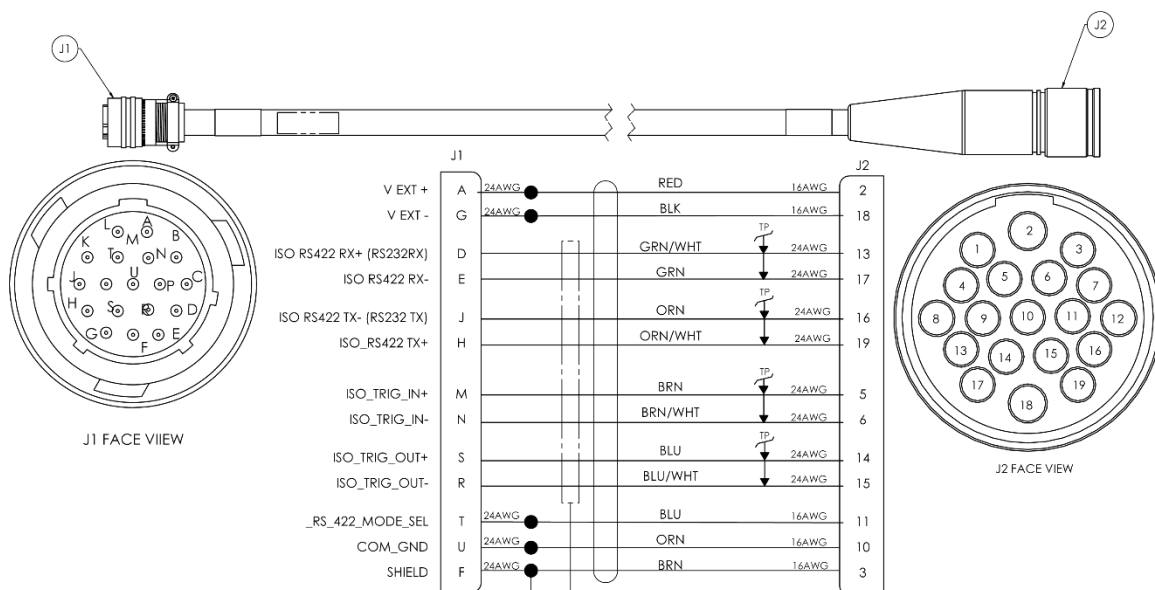 J1
J2
J1
J2
V EXT + A 24AWG RED 16AWG 2
V EXT - G 24AWG BLK 16AWG 18
TP
ISO RS422 RX+ (RS232RX) D GRN/WHT 24AWG 13
ISO RS422 RX- E GRN 24AWG 17
TP
ISO RS422 TX- (RS232 TX) J ORN 24AWG 16
ISO_RS422 TX+ H ORN/WHT 24AWG 19
TP
ISO_TRIG_IN+ M BRN 24AWG 5
ISO_TRIG_IN- N BRN/WHT 24AWG 6
TP
ISO_TRIG_OUT+ S BLU 24AWG 14
ISO_TRIG_OUT- R BLU/WHT 24AWG 15
_RS_422_MODE_SEL T 24AWG BLU 16AWG 11
COM_GND U 24AWG ORN 16AWG 10
SHIELD F 24AWG BRN 16AWG 3
L A
M B
K T N
U
J P C
H S D
G E
F
J1 FACE VIIEW
2
1 3
5 6
4 7
8 9 10 11 12
13 14 15 16
17 19
18
J2 FACE VIEW